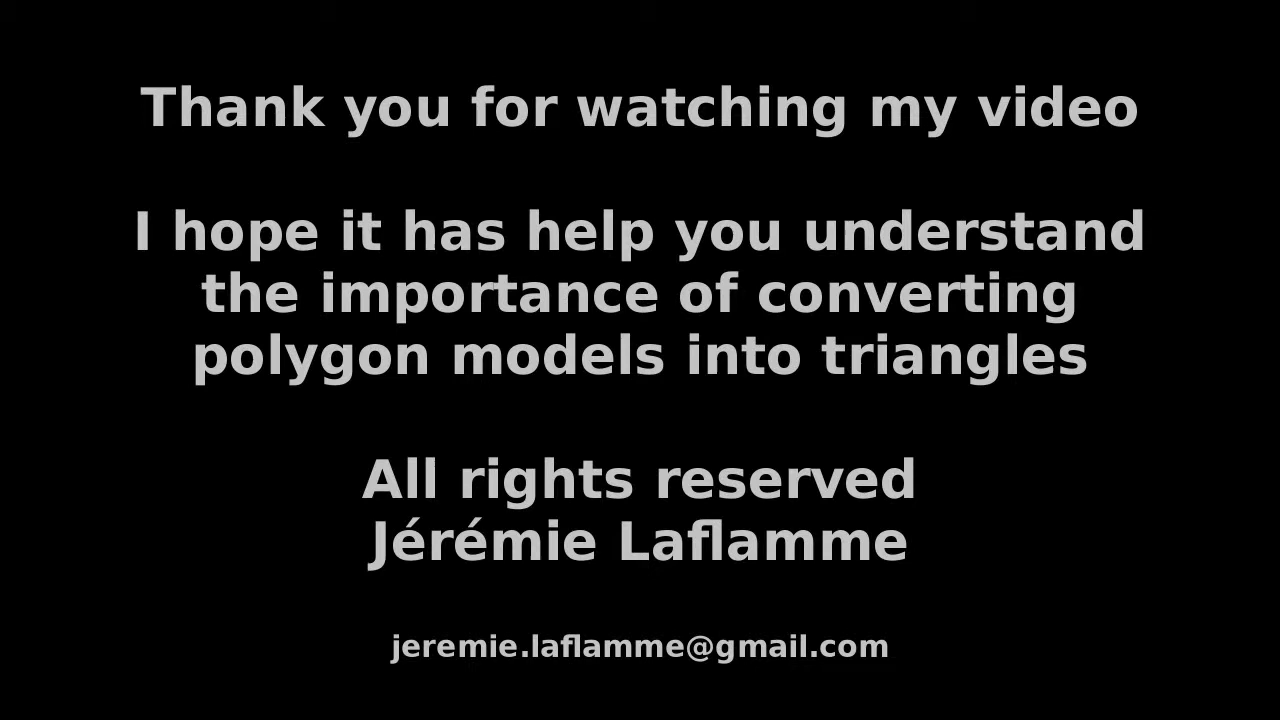 Thank you for watching my video
I hope it has help you understand
the importance of converting
polygon models into triangles
All rights reserved
Jérémie Laflamme
jeremie.laflamme@gmail.com